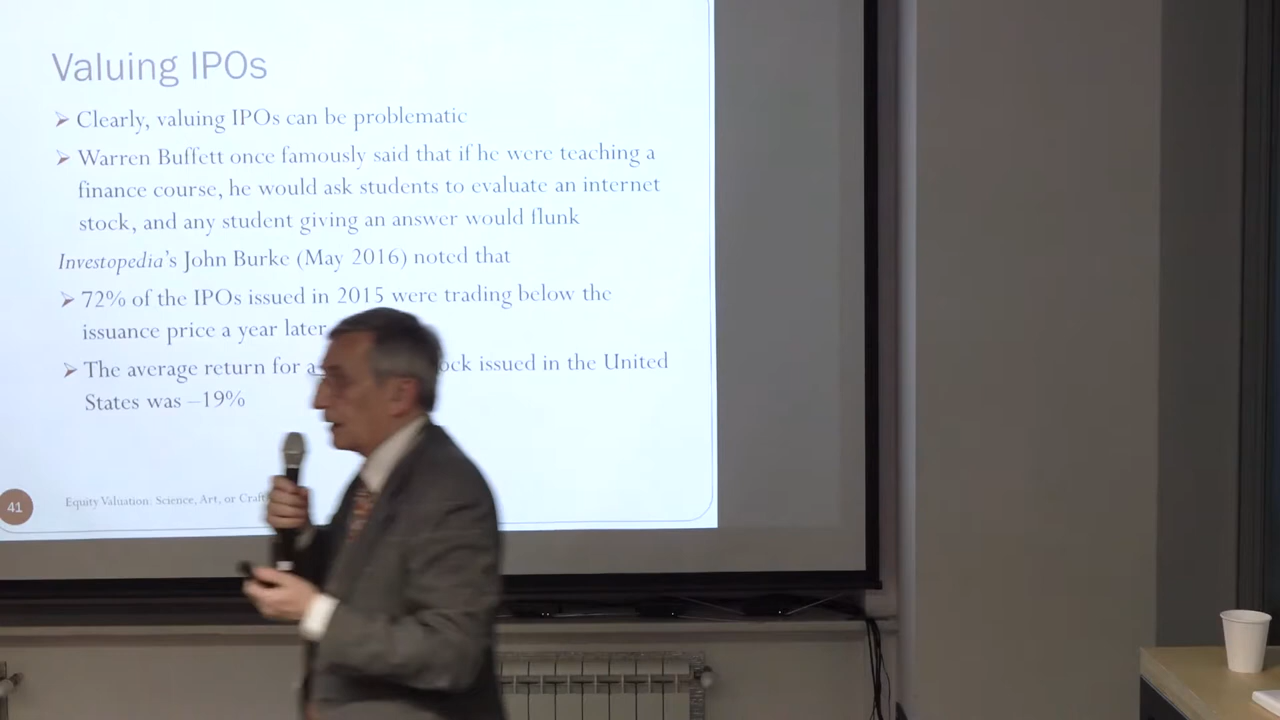 Valuing IPOs
➢ Clearly, valuing IPOs can be problematic
➢ Warren Buffett once famously said that if he were teaching a
finance course, he would ask students to evaluate an internet
stock, and any student giving an answer would flunk
Investopedia's John Burke (May 2016) noted that
➢ 72% of the IPOs issued in 2015 were trading below the
issuance price a year later
➢ The average return for a ock issued in the United
States was –19%
41
Equity Valuation: Science, Art, or Craft